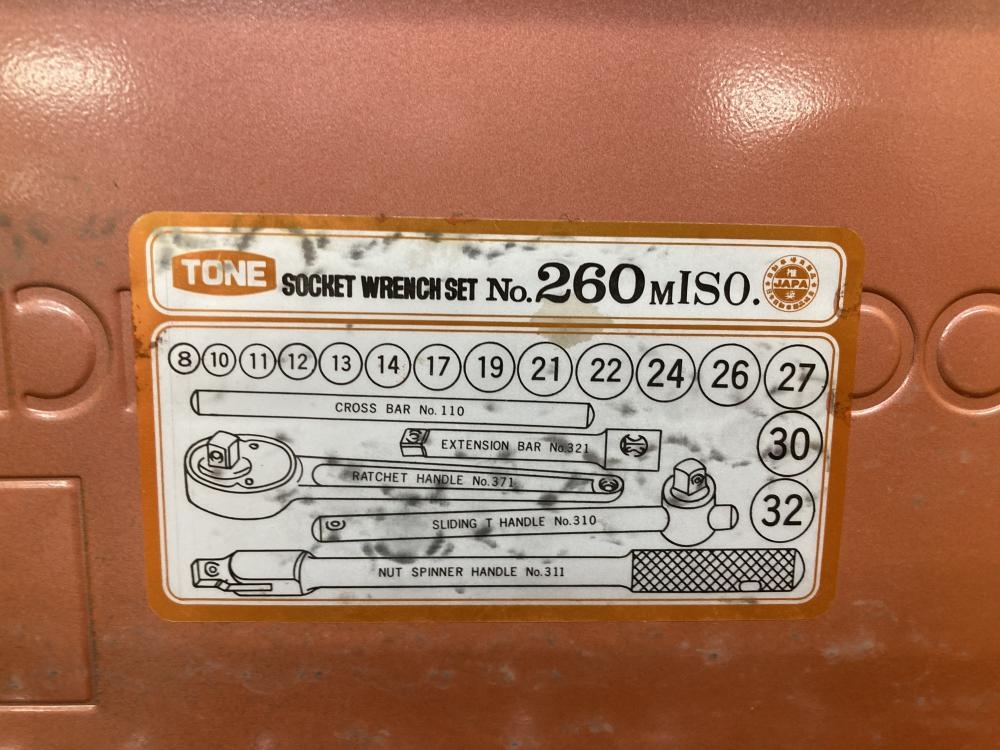 TONE SOCKET WRENCH SET No. 260MISO. JAPA
8 10 11 12 13 14 17 19 21 22 24 26 27
CROSS BAR No. 110
30
EXTENSION BAR No.321
RATCHET HANDLE No.371
32
SLIDING T HANDLE No.310
NUT SPINNER HANDLE No.311